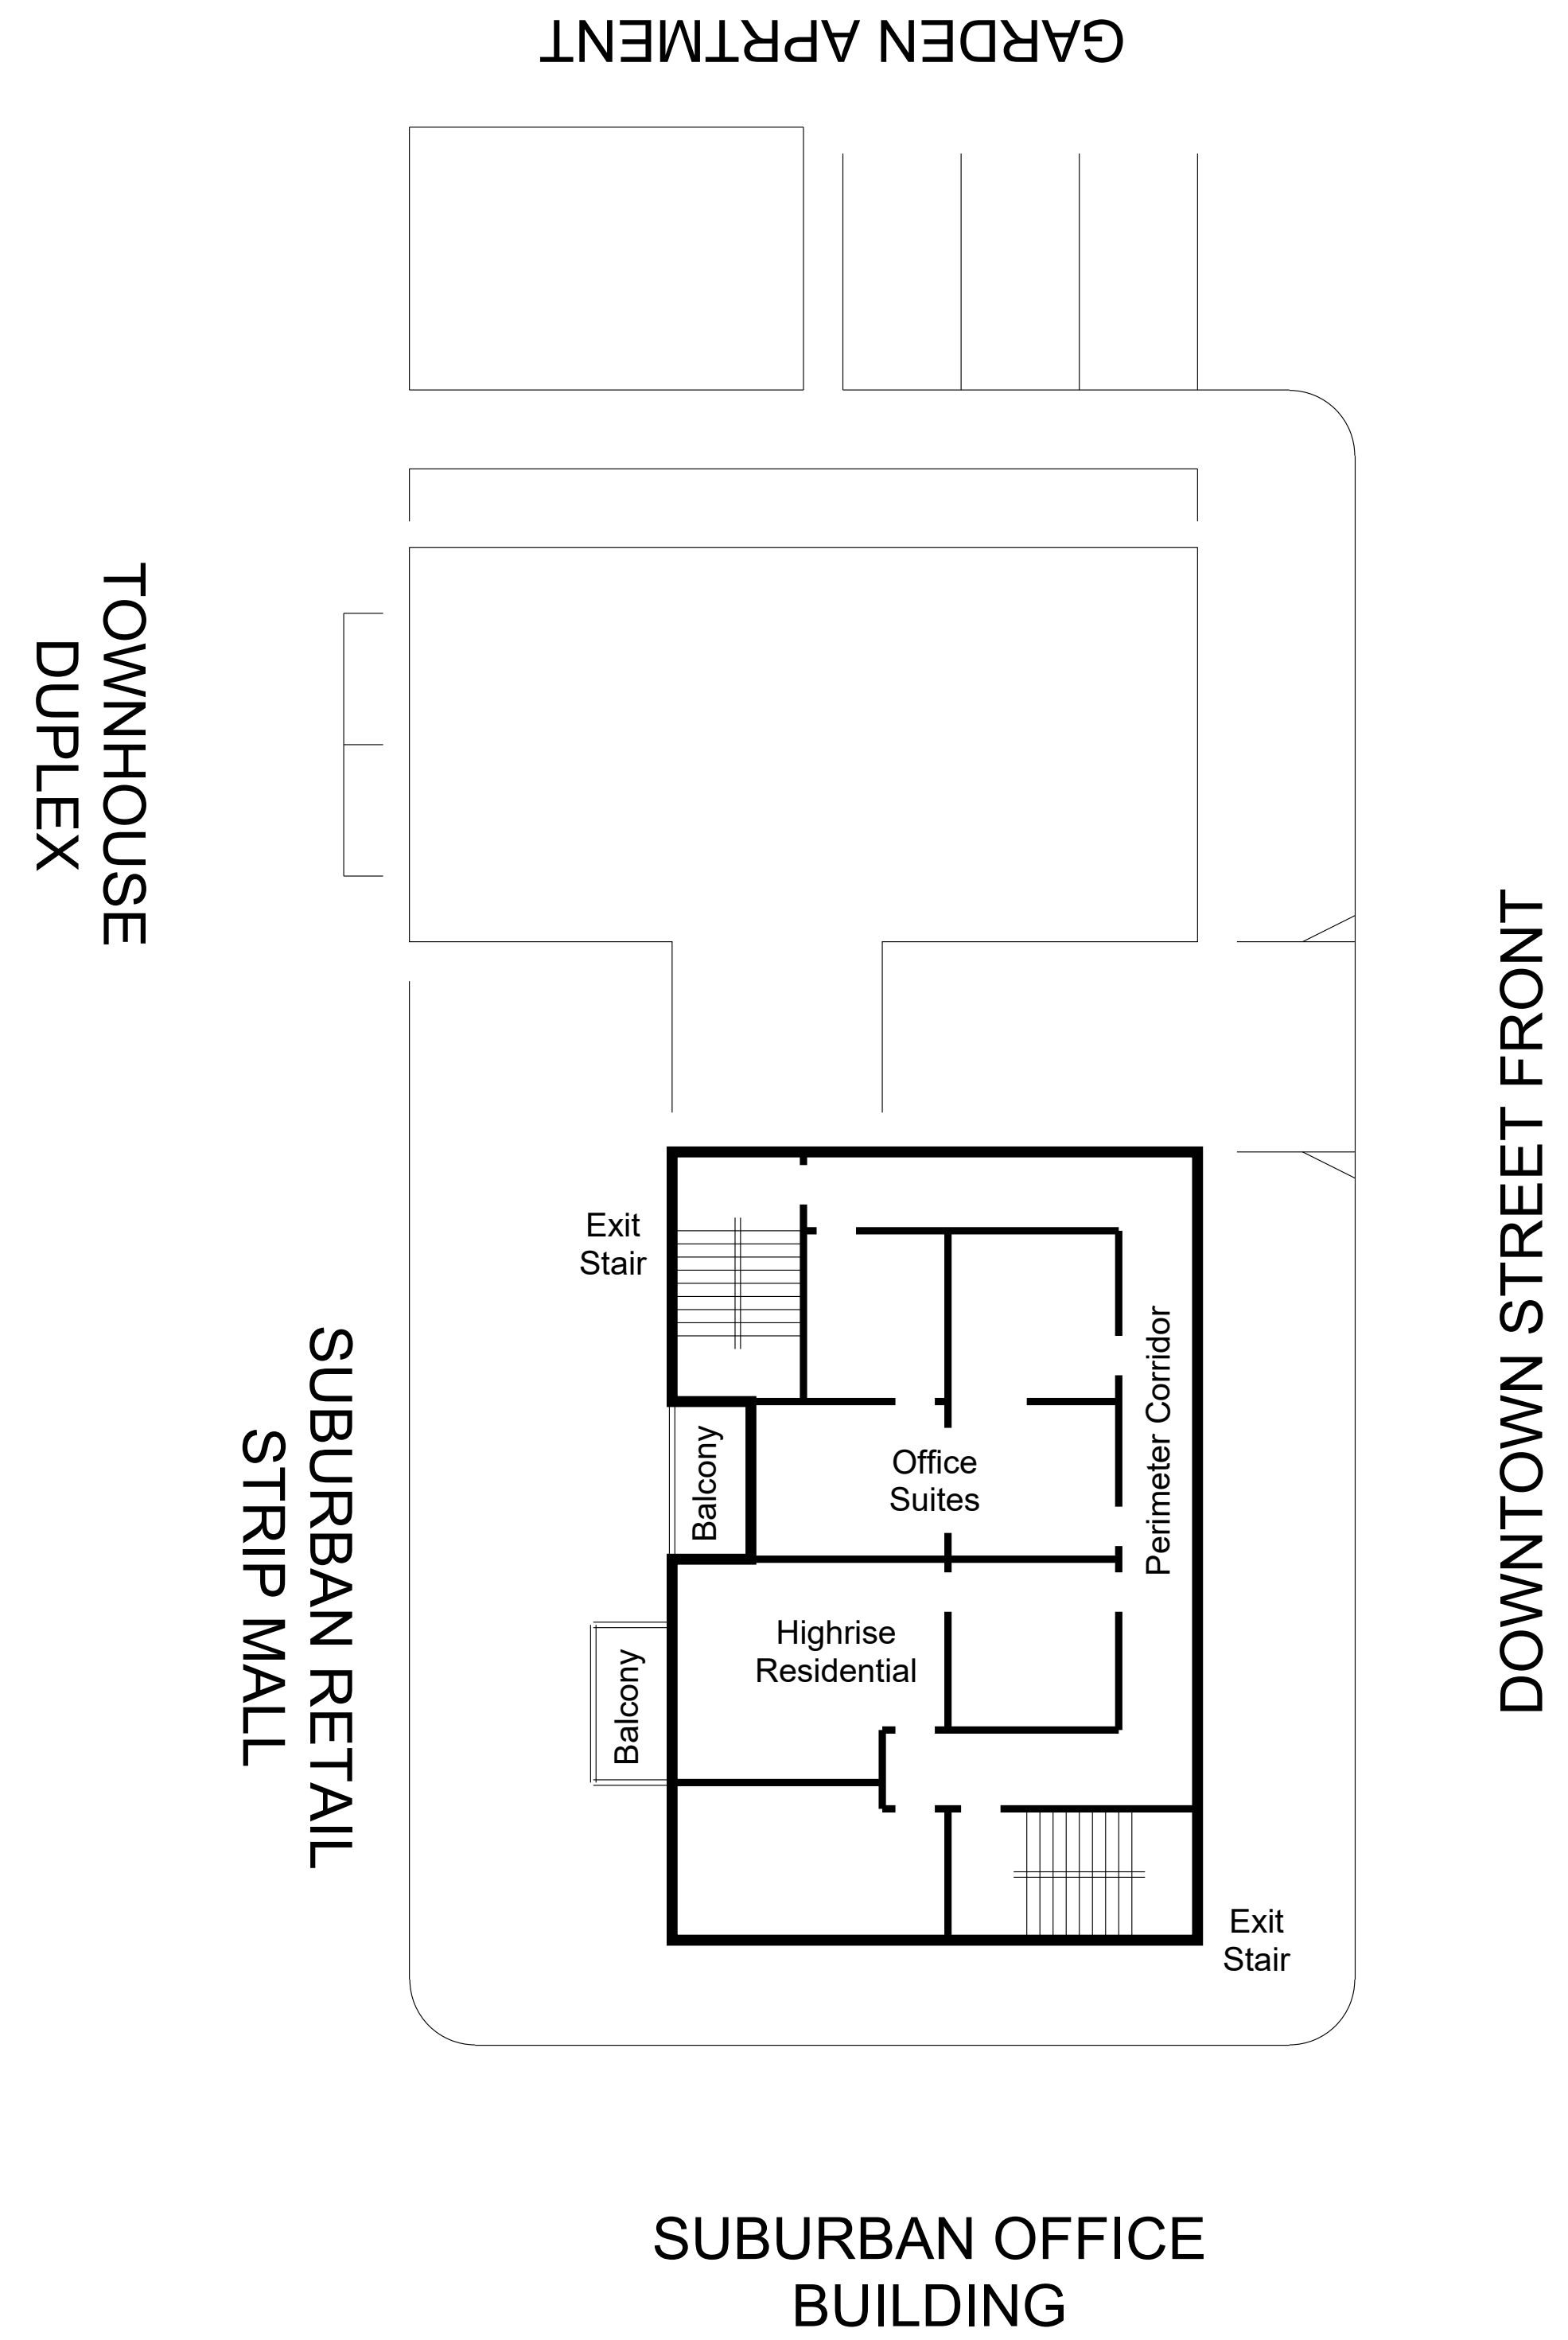 GARDEN APRTMENT
TOWNHOUSE
DUPLEX
DOWNTOWN STREET FRONT
Exit
Stair
SUBURBAN RETAIL
STRIP MALL
Perimeter Corridor
Balcony
Office
Suites
Highrise
Residential
Balcony
Exit
Stair
SUBURBAN OFFICE
BUILDING